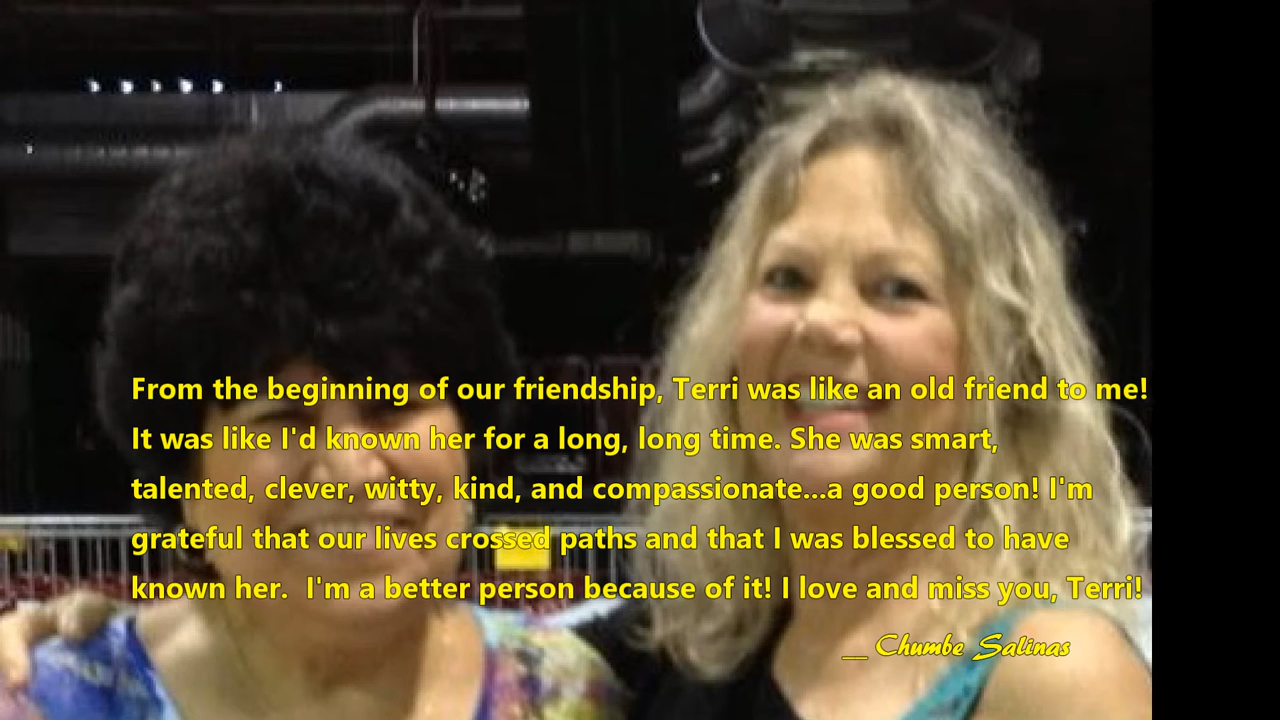 From the beginning of our friendship, Terri was like an old friend to me!
It was like I'd known her for a long, long time. She was smart,
talented, clever, witty, kind, and compassionate...a good person! I'm
grateful that our lives crossed paths and that I was blessed to have
known her.  I'm a better person because of it! I love and miss you, Terri!
__ Chumbe Salinas